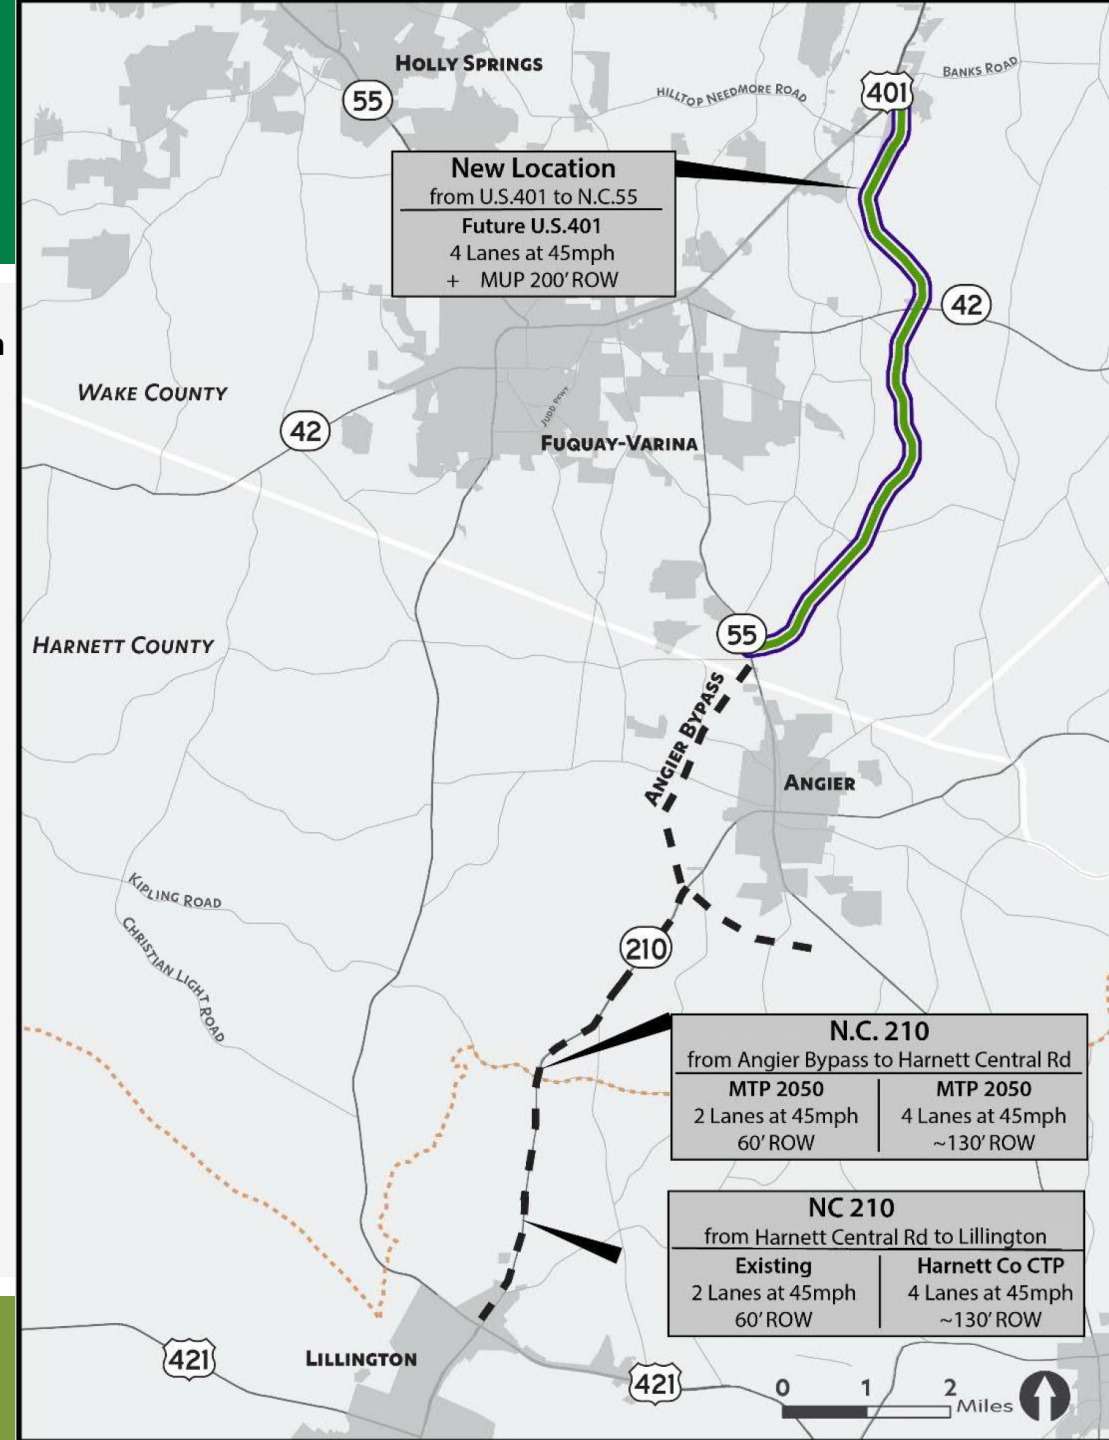 HOLLY SPRINGS
55
HILLTOP NEEDMORE ROAD
BANKS ROAD
401
New Location
from U.S.401 to N.C.55
Future U.S.401
4 Lanes at 45mph
+ MUP 200' ROW
42
WAKE COUNTY
42
JUDD PKWY
FUQUAY-VARINA
HARNETT COUNTY
55
ANGIER BYPASS
ANGIER
KIPLING ROAD
CHRISTIAN LIGHT ROAD
210
N.C. 210
from Angier Bypass to Harnett Central Rd
MTP 2050 MTP 2050
2 Lanes at 45mph 4 Lanes at 45mph
60' ROW ~130' ROW
NC 210
from Harnett Central Rd to Lillington
Existing Harnett Co CTP
2 Lanes at 45mph 4 Lanes at 45mph
60' ROW ~130' ROW
421
LILLINGTON
421
0 1 2
Miles